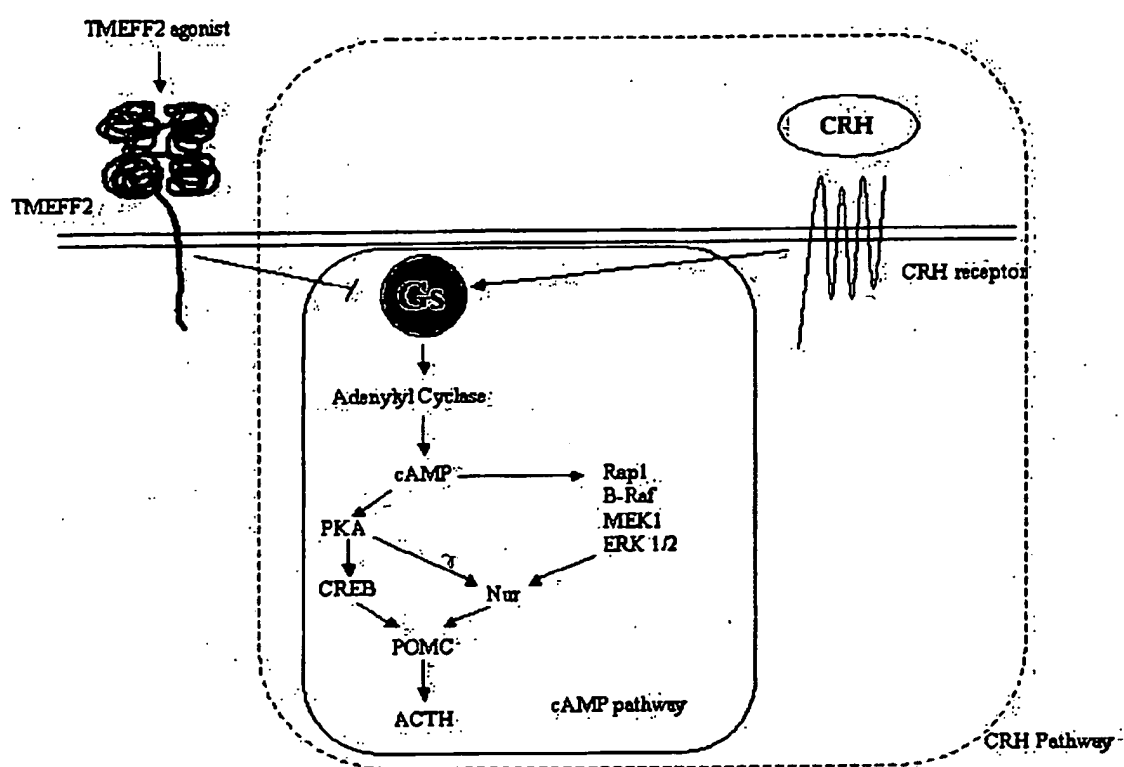 TMEFF2 agonist
CRH
TMEFF2
CRH receptor
Gs
Adenylyl Cyclase
cAMP
Rap1
B-Raf
MEK1
ERK 1/2
PKA
CREB
Nur
POMC
ACTH
cAMP pathway
CRH Pathway